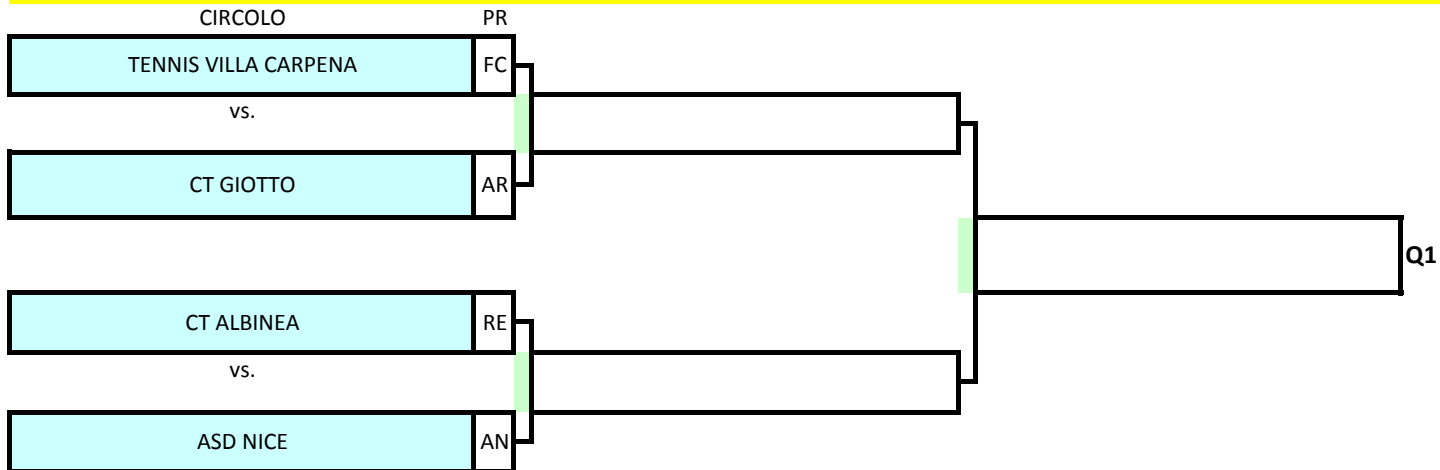 CIRCOLO PR
TENNIS VILLA CARPENA FC
vs.
CT GIOTTO AR
Q1
CT ALBINEA RE
vs.
ASD NICE AN